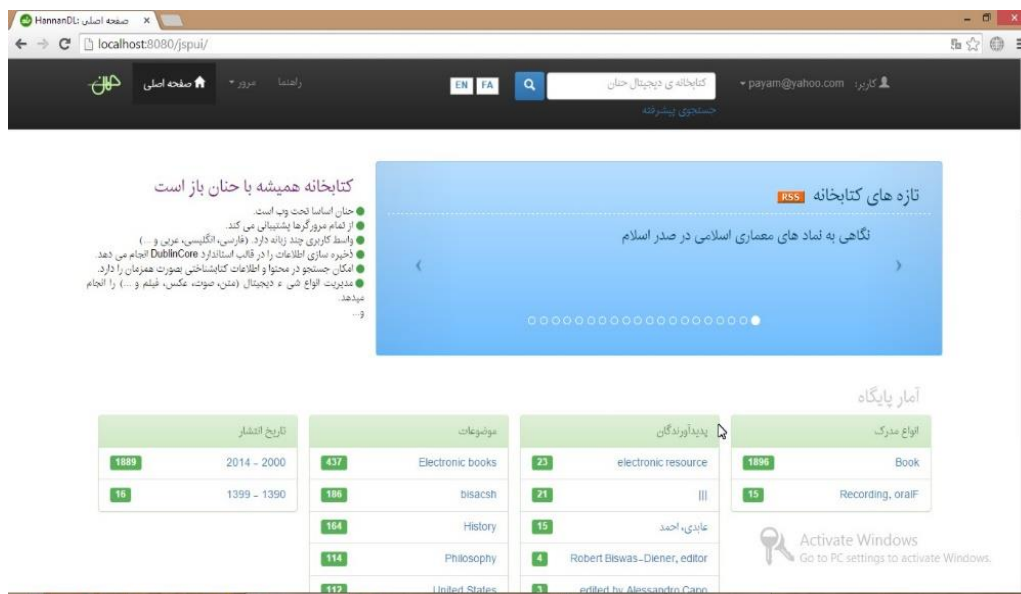 صفحه اصلی :HannanDL
localhost:8080/jspui/
کاربر: payam@yahoo.com
کتابخانه ی دیجیتال حنان
EN FA
راهنما
مرور
صفحه اصلی
حنان
جستجوی پیشرفته
تازه های کتابخانه RSS
نگاهی به نماد های معماری اسلامی در صدر اسلام
کتابخانه همیشه با حنان باز است
حنان اساسا تحت وب است.
از تمام مرورگرها پشتیبانی می کند.
واسط کاربری چند زبانه دارد. (فارسی، انگلیسی، عربی و ...)
ذخیره سازی اطلاعات را در قالب استاندارد DublinCore انجام می دهد.
امکان جستجو در محتوا و اطلاعات کتابشناختی بصورت همزمان را دارد.
مدیریت انواع شی ء دیجیتال (متن، صوت، عکس، فیلم و ...) را انجام
میدهد.
و...
آمار پایگاه
انواع مدرک
Book 1896
Recording, oralF 15
پدیدآورندگان
electronic resource 23
||| 21
عابدی، احمد 15
Robert Biswas-Diener, editor 4
edited by Alessandro Capo 3
موضوعات
Electronic books 437
bisacsh 186
History 164
Philosophy 114
United States 112
تاریخ انتشار
2000 - 2014 1889
1390 - 1399 16
Activate Windows
Go to PC settings to activate Windows.